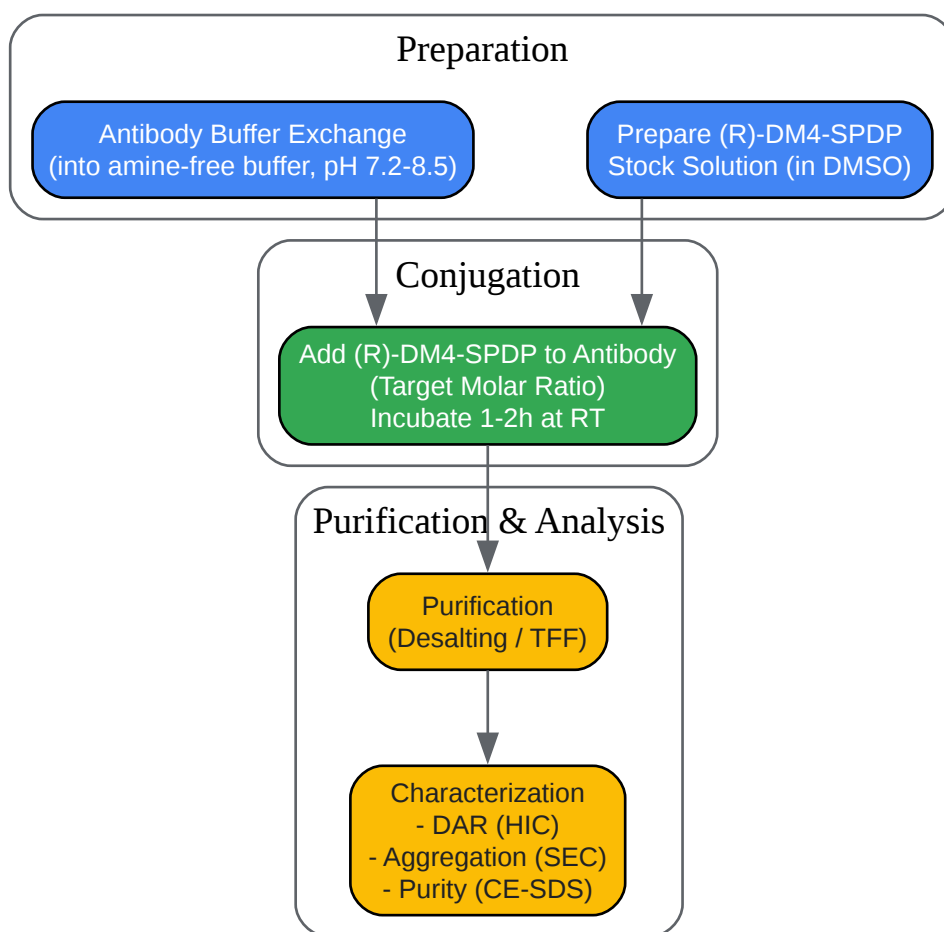 Preparation
Antibody Buffer Exchange
(into amine-free buffer, pH 7.2-8.5)
Prepare (R)-DM4-SPDP
Stock Solution (in DMSO)
Conjugation
Add (R)-DM4-SPDP to Antibody
(Target Molar Ratio)
Incubate 1-2h at RT
Purification & Analysis
Purification
(Desalting / TFF)
Characterization
- DAR (HIC)
- Aggregation (SEC)
- Purity (CE-SDS)